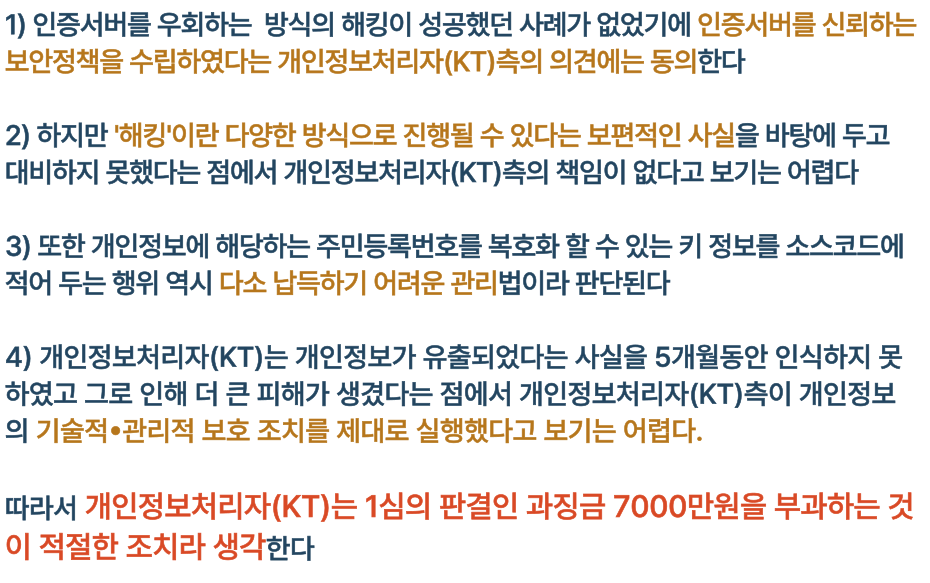 1) 인증서버를 우회하는 방식의 해킹이 성공했던 사례가 없었기에 인증서버를 신뢰하는
보안정책을 수립하였다는 개인정보처리자(KT)측의 의견에는 동의한다
2) 하지만 '해킹'이란 다양한 방식으로 진행될 수 있다는 보편적인 사실을 바탕에 두고
대비하지 못했다는 점에서 개인정보처리자(KT)측의 책임이 없다고 보기는 어렵다
3) 또한 개인정보에 해당하는 주민등록번호를 복호화 할 수 있는 키 정보를 소스코드에
적어 두는 행위 역시 다소 납득하기 어려운 관리법이라 판단된다
4) 개인정보처리자(KT)는 개인정보가 유출되었다는 사실을 5개월동안 인식하지 못
하였고 그로 인해 더 큰 피해가 생겼다는 점에서 개인정보처리자(KT)측이 개인정보
의 기술적•관리적 보호 조치를 제대로 실행했다고 보기는 어렵다.
따라서 개인정보처리자(KT)는 1심의 판결인 과징금 7000만원을 부과하는 것
이 적절한 조치라 생각한다